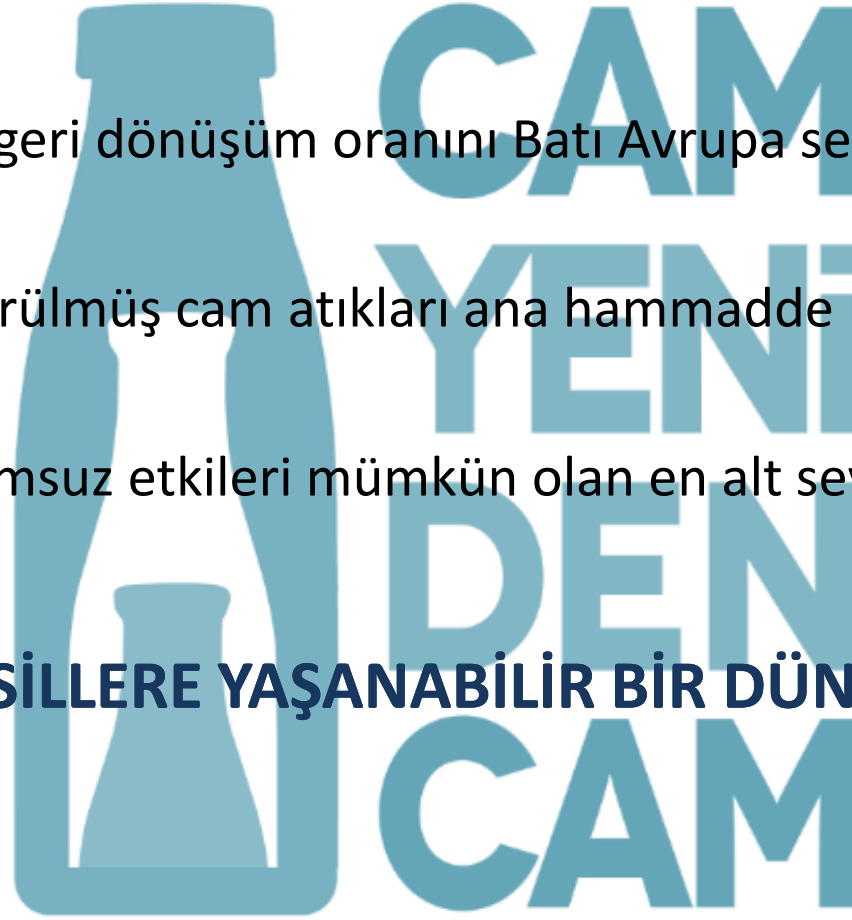 CAM
geri dönüşüm oranını Batı Avrupa se
YENİ
rülmüş cam atıkları ana hammadde
msuz etkileri mümkün olan en alt sev
DEN
SİLLERE YAŞANABİLİR BİR DÜN
CAM